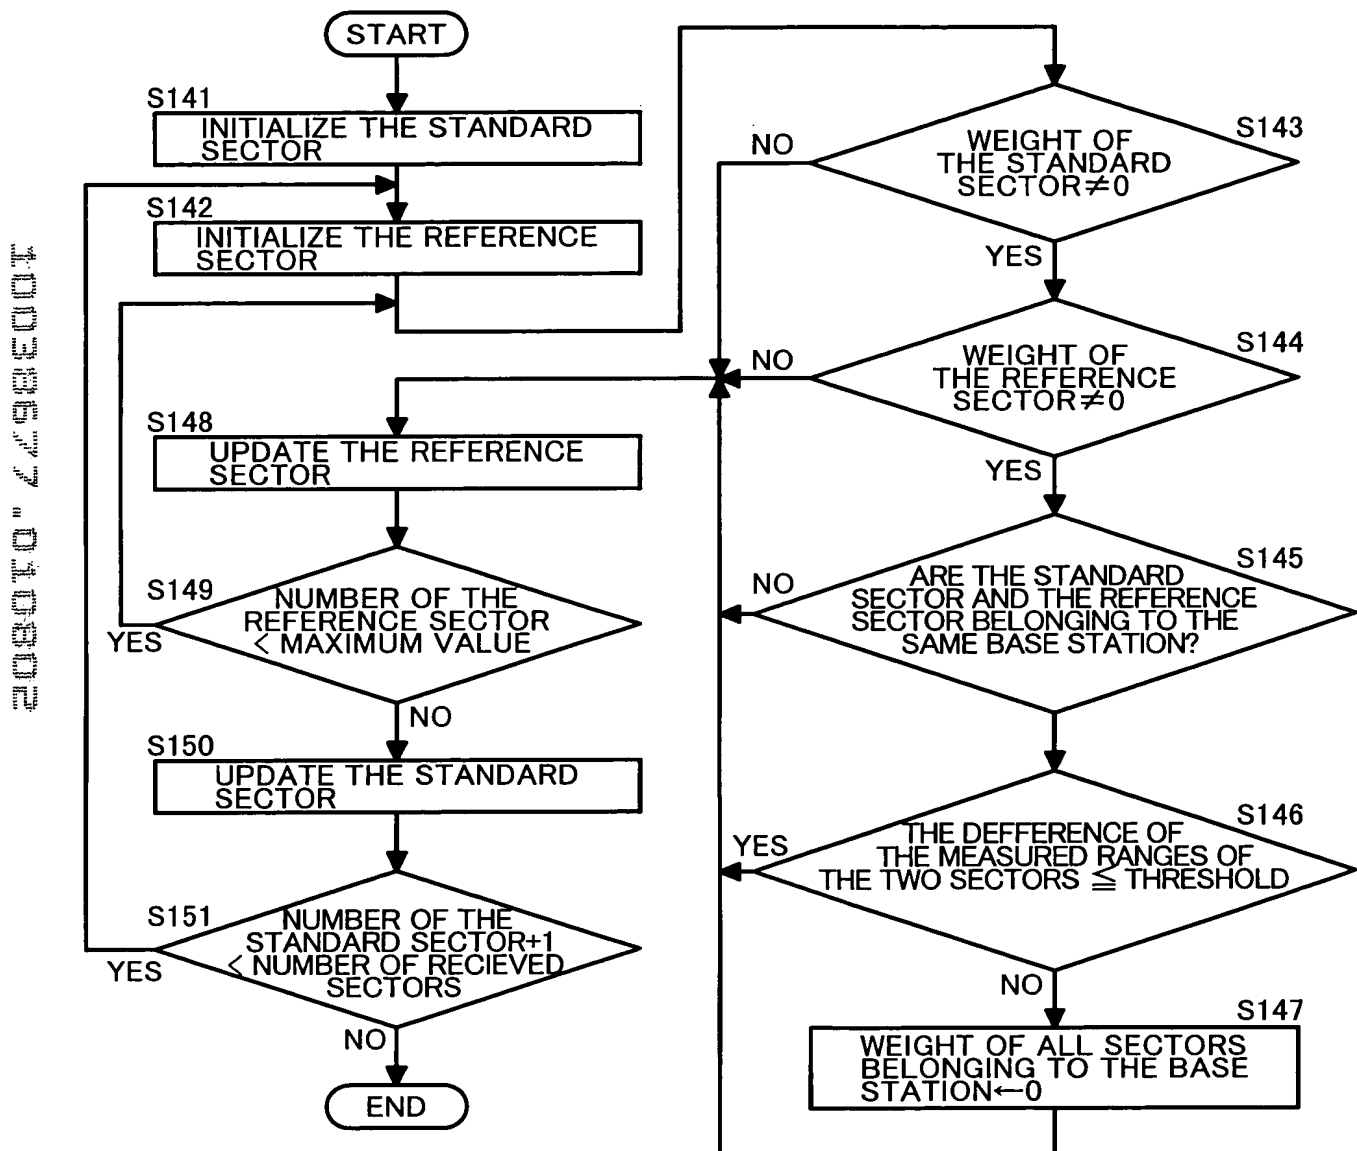 START
S141
INITIALIZE THE STANDARD
SECTOR
S142
INITIALIZE THE REFERENCE
SECTOR
S148
UPDATE THE REFERENCE
SECTOR
S149
NUMBER OF THE
REFERENCE SECTOR
< MAXIMUM VALUE
YES
NO
S150
UPDATE THE STANDARD
SECTOR
S151
NUMBER OF THE
STANDARD SECTOR+1
< NUMBER OF RECIEVED
SECTORS
YES
NO
END
S143
WEIGHT OF
THE STANDARD
SECTOR≠0
NO
YES
S144
WEIGHT OF
THE REFERENCE
SECTOR≠0
NO
YES
S145
ARE THE STANDARD
SECTOR AND THE REFERENCE
SECTOR BELONGING TO THE
SAME BASE STATION?
NO
S146
THE DEFFERENCE OF
THE MEASURED RANGES OF
THE TWO SECTORS ≦ THRESHOLD
YES
NO
S147
WEIGHT OF ALL SECTORS
BELONGING TO THE BASE
STATION←0
10038677 .010802